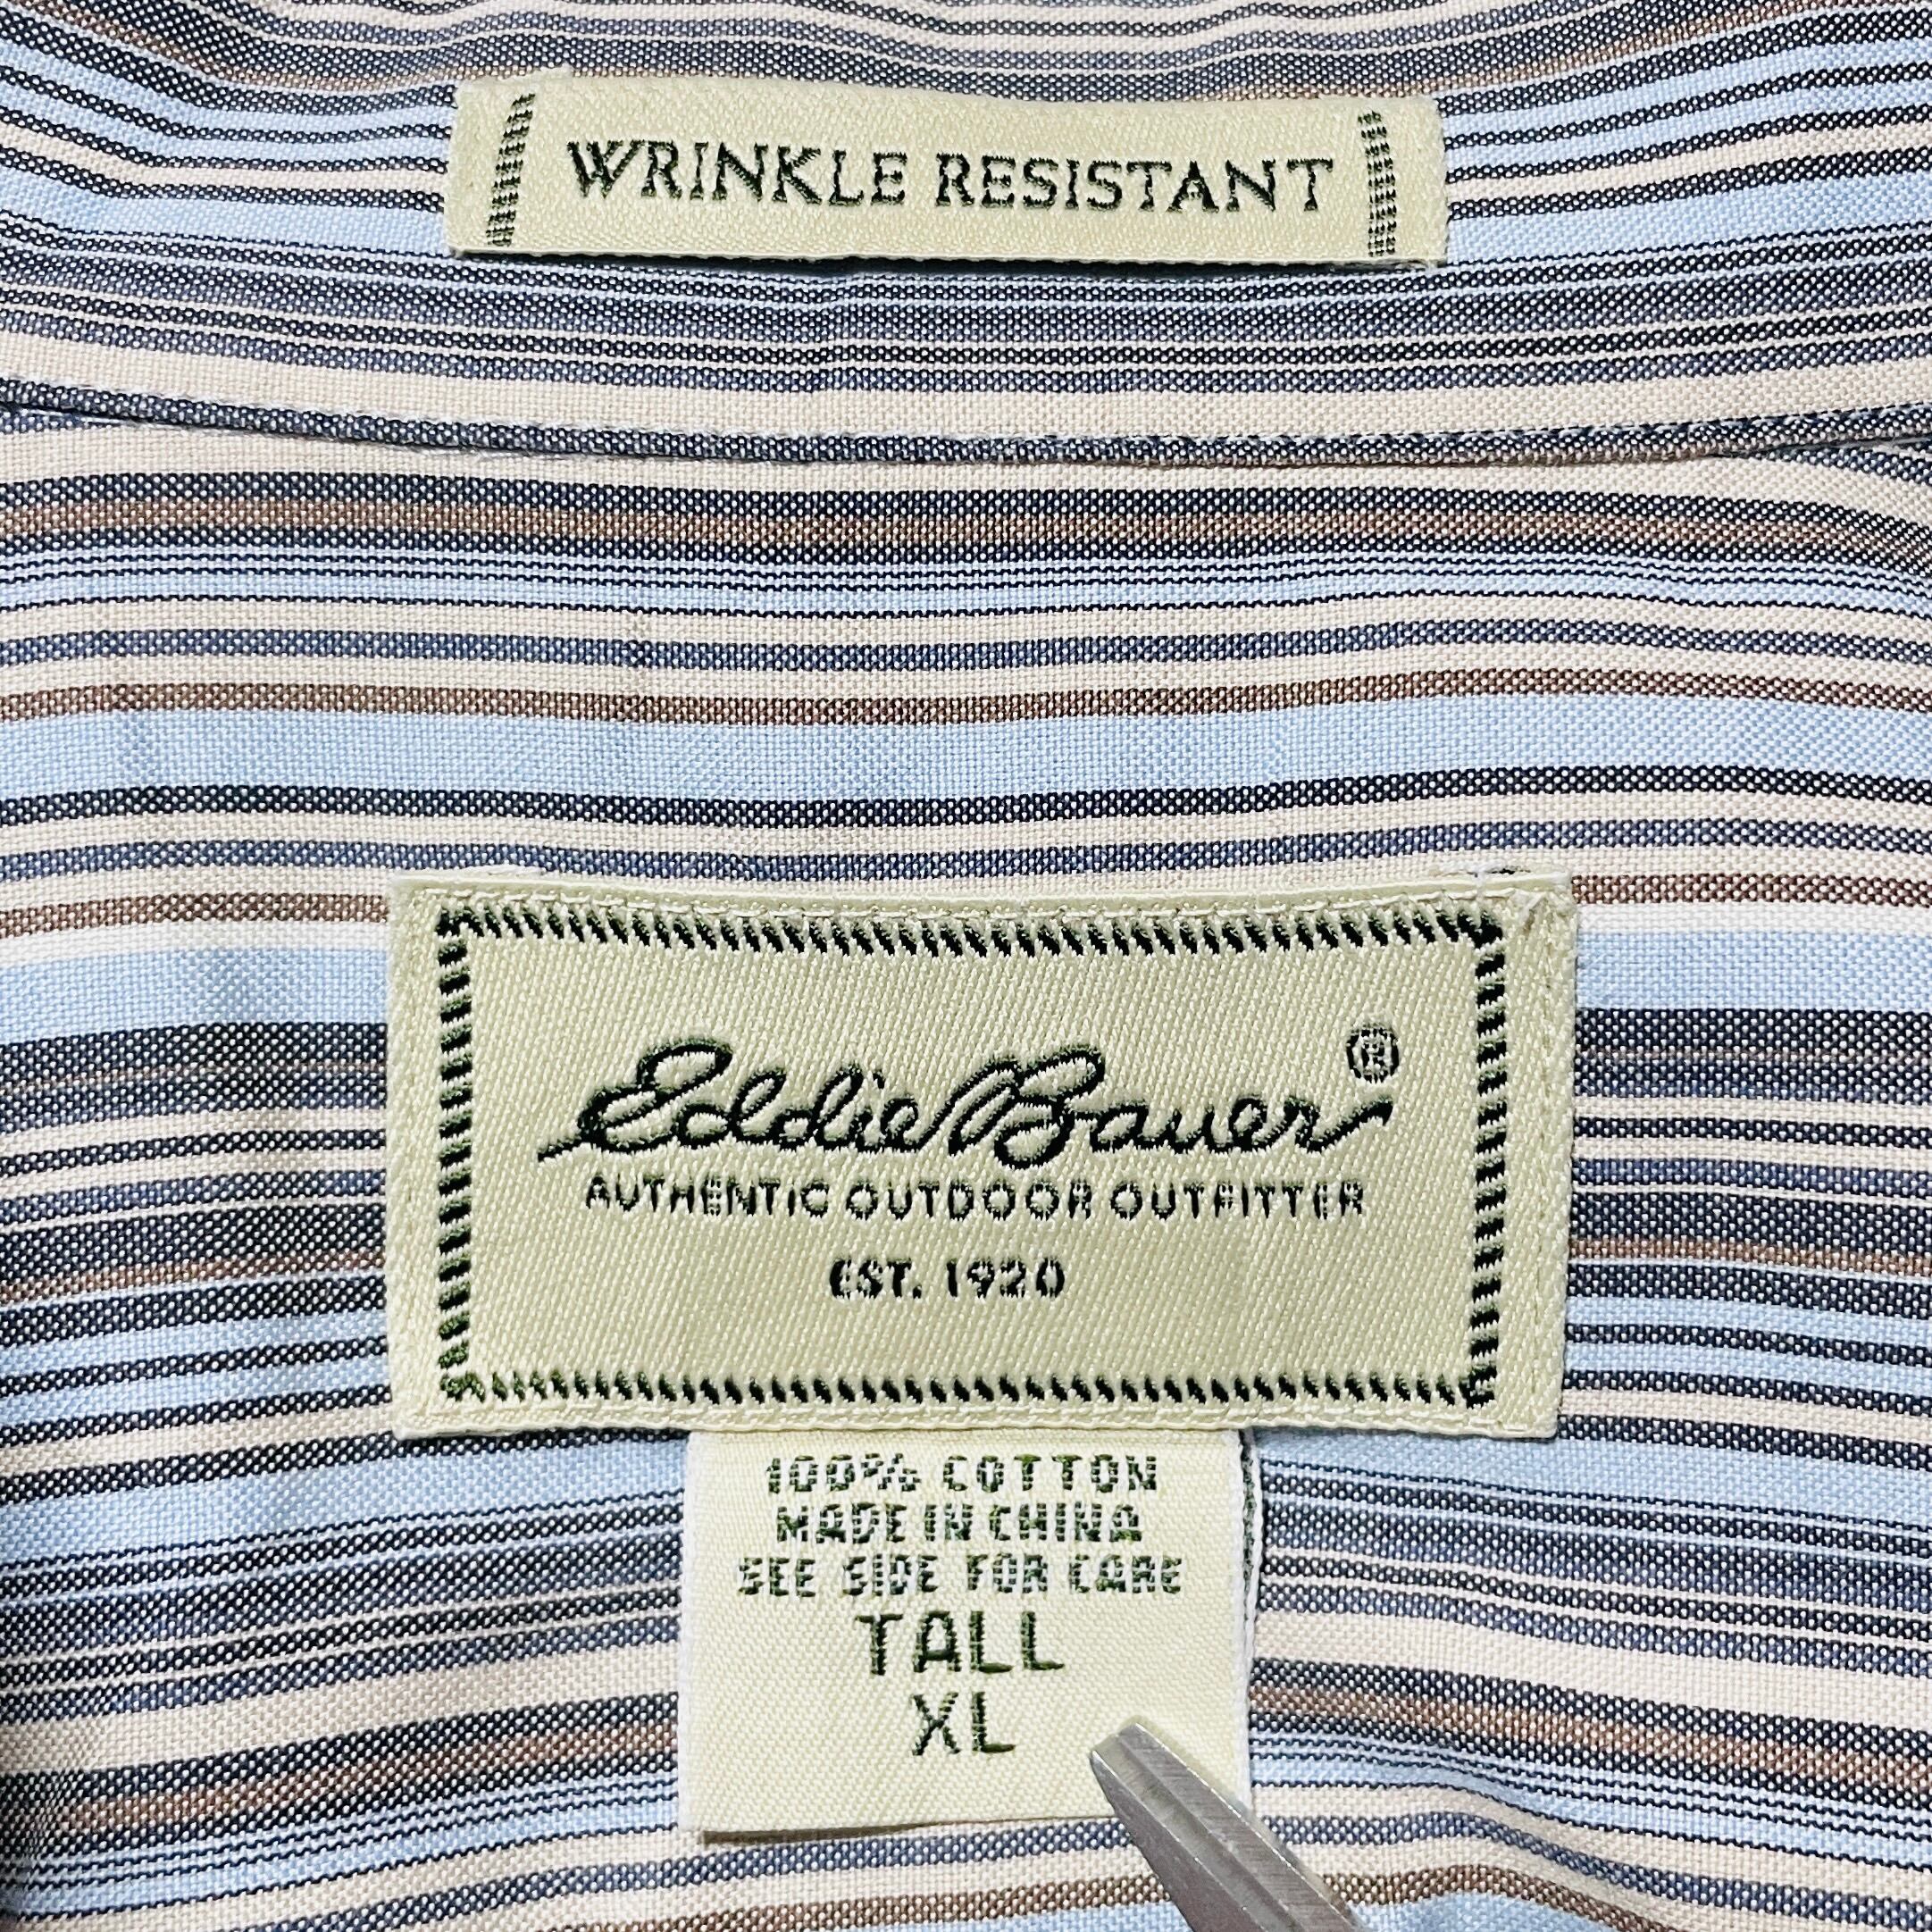 WRINKLE RESISTANT
Eddie Bauer®
AUTHENTIC OUTDOOR OUTFITTER
EST. 1920
100% COTTON
MADE IN CHINA
SEE SIDE FOR CARE
TALL
XL